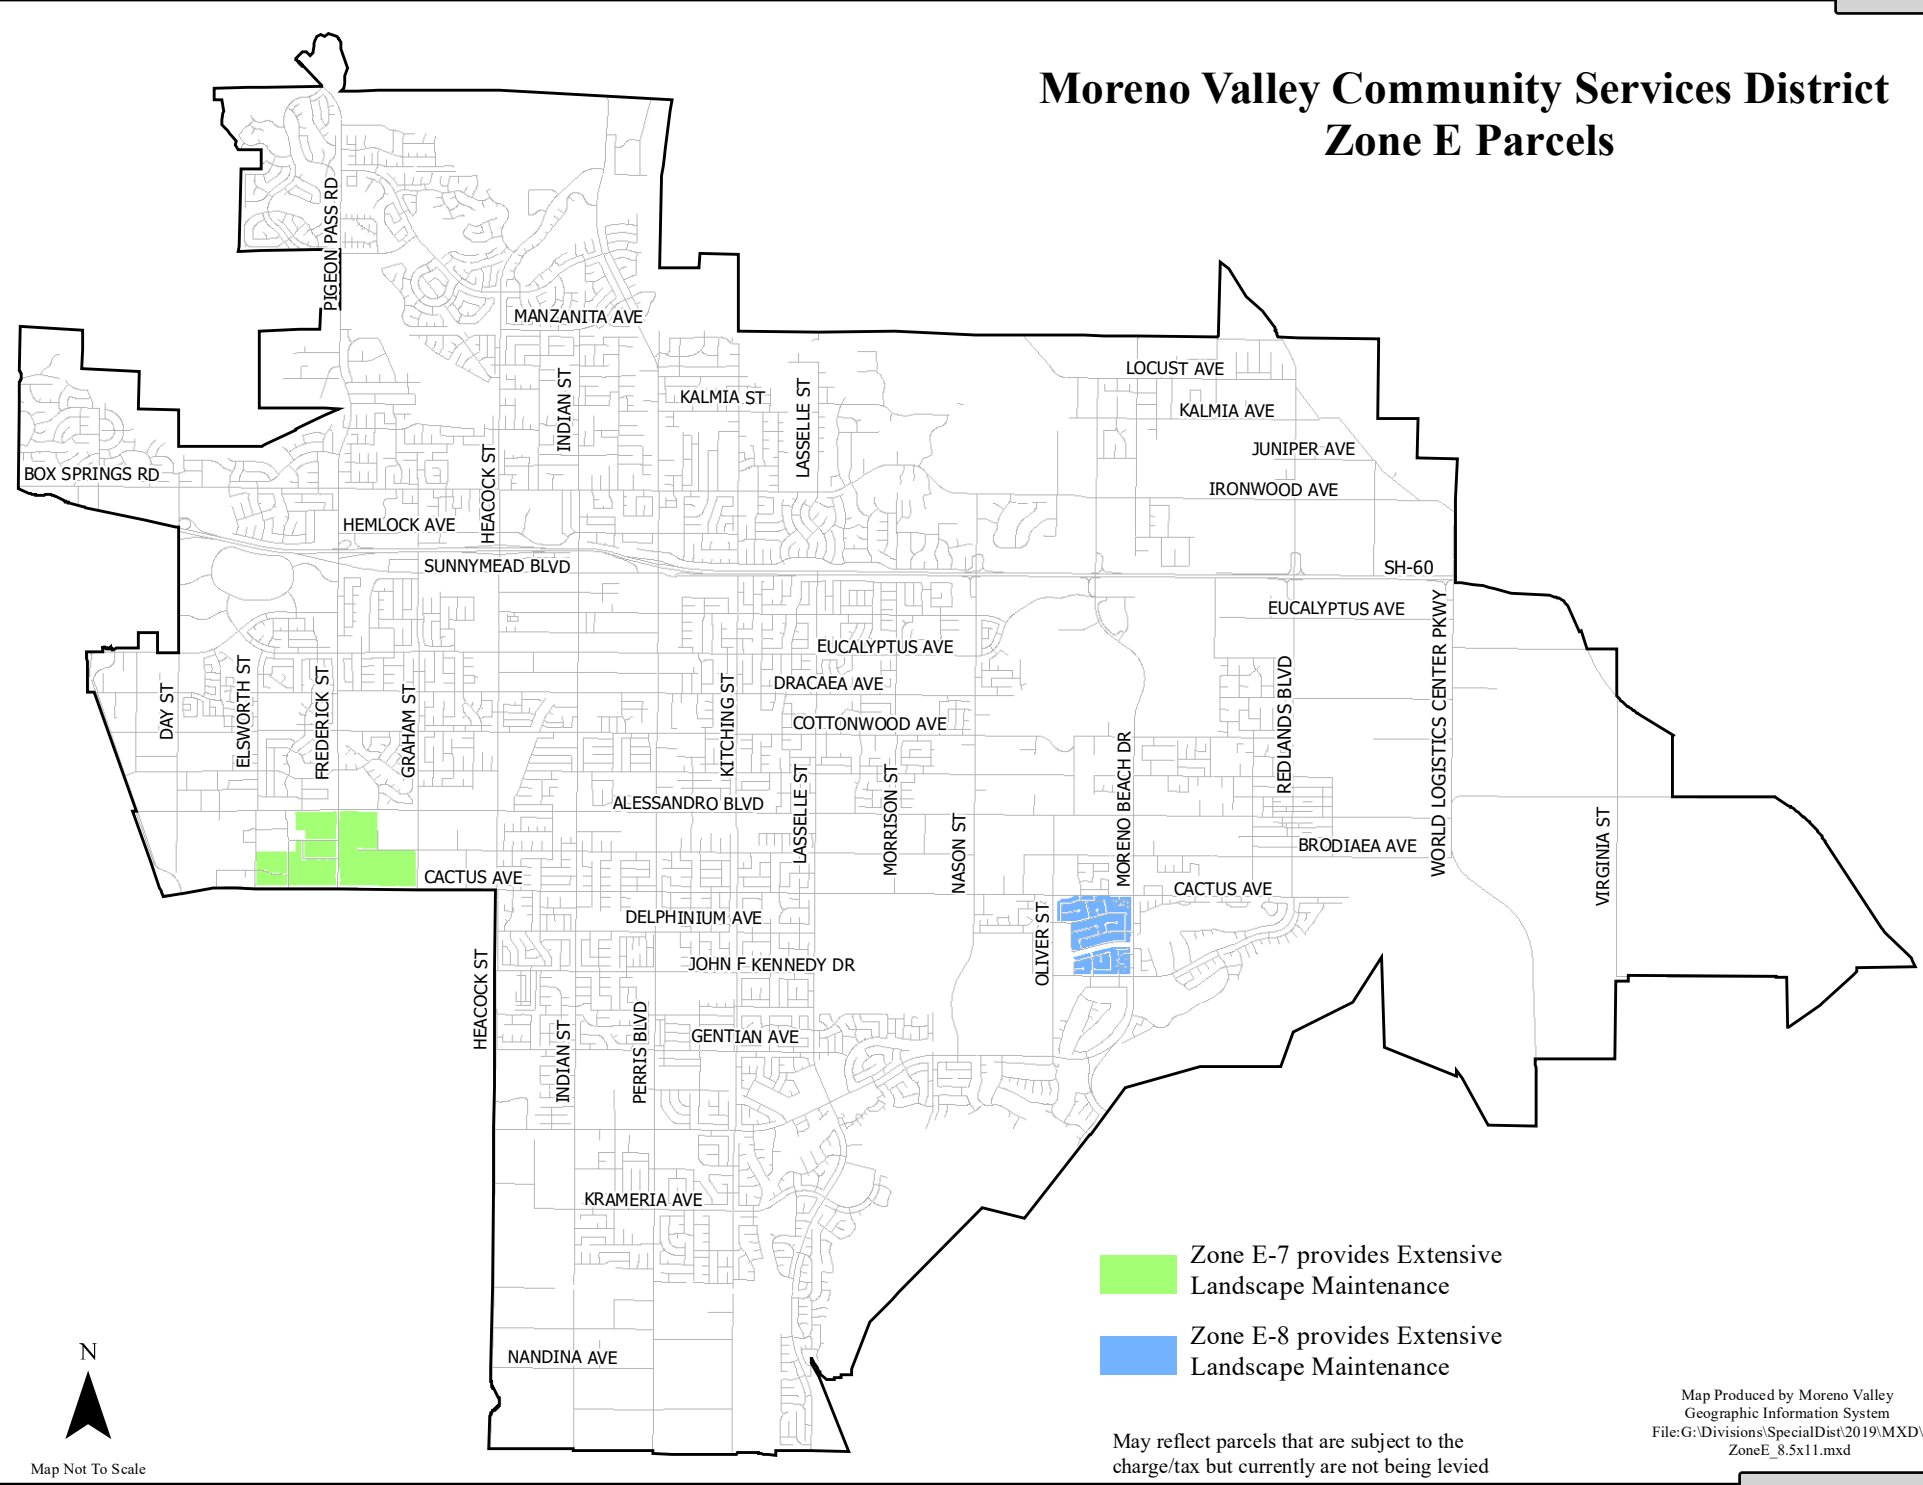 Moreno Valley Community Services District
Zone E Parcels
PIGEON PASS RD
MANZANITA AVE
LOCUST AVE
INDIAN ST
KALMIA ST
LASSELLE ST
KALMIA AVE
JUNIPER AVE
BOX SPRINGS RD
HEACOCK ST
IRONWOOD AVE
HEMLOCK AVE
SUNNYMEAD BLVD
SH-60
EUCALYPTUS AVE
EUCALYPTUS AVE
DAY ST
ELSWORTH ST
FREDERICK ST
GRAHAM ST
KITCHING ST
DRACAEA AVE
COTTONWOOD AVE
MORENO BEACH DR
REDLANDS BLVD
WORLD LOGISTICS CENTER PKWY
ALESSANDRO BLVD
LASSELLE ST
MORRISON ST
NASON ST
BRODIAEA AVE
VIRGINIA ST
CACTUS AVE
CACTUS AVE
DELPHINIUM AVE
OLIVER ST
JOHN F KENNEDY DR
HEACOCK ST
INDIAN ST
PERRIS BLVD
GENTIAN AVE
KRAMERIA AVE
NANDINA AVE
Zone E-7 provides Extensive
Landscape Maintenance
Zone E-8 provides Extensive
Landscape Maintenance
N
Map Not To Scale
May reflect parcels that are subject to the
charge/tax but currently are not being levied
Map Produced by Moreno Valley
Geographic Information System
File:G:\Divisions\SpecialDist\2019\MXD\
ZoneE_8.5x11.mxd